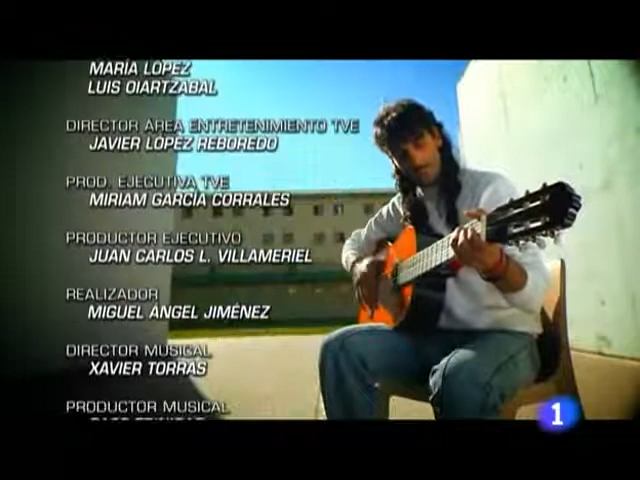 MARÍA LÓPEZ
LUIS OIARTZABAL
DIRECTOR ÁREA ENTRETENIMIENTO TVE
JAVIER LÓPEZ REBOREDO
PROD. EJECUTIVA TVE
MIRIAM GARCÍA CORRALES
PRODUCTOR EJECUTIVO
JUAN CARLOS L. VILLAMERIEL
REALIZADOR
MIGUEL ÁNGEL JIMÉNEZ
DIRECTOR MUSICAL
XAVIER TORRAS
PRODUCTOR MUSICAL
1